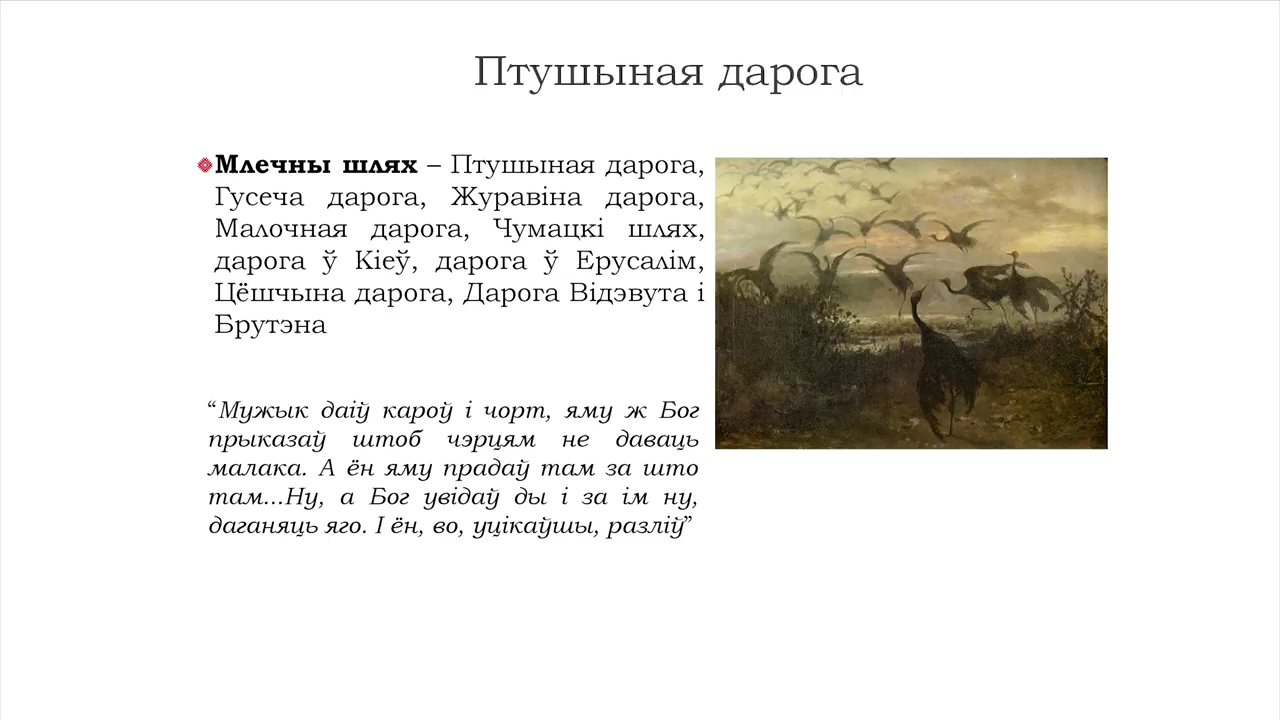 Птушыная дарога
Млечны шлях – Птушыная дарога,
Гусеча дарога, Журавіна дарога,
Малочная дарога, Чумацкі шлях,
дарога ў Кіеў, дарога ў Ерусалім,
Цёшчына дарога, Дарога Відэвута і
Брутэна
“Мужык даіў кароў і чорт, яму ж Бог
прыказаў штоб чэрцям не даваць
малака. А ён яму прадаў там за што
там...Ну, а Бог увідаў ды і за ім ну,
даганяць яго. І ён, во, уцікаўшы, разліў”